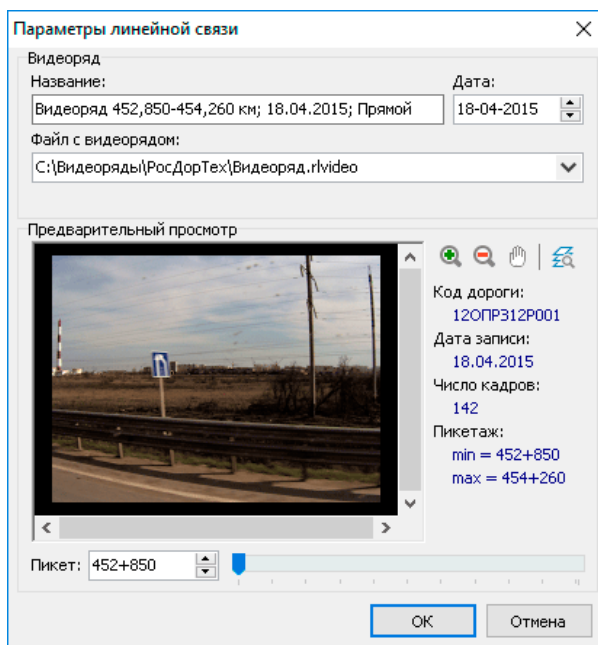 Параметры линейной связи
Видеоряд
Название: Дата:
Видеоряд 452,850-454,260 км; 18.04.2015; Прямой 18-04-2015
Файл с видеорядом:
C:\Видеоряды\РосДорТех\Видеоряд.rlvideo
Предварительный просмотр
Код дороги:
12ОПРЗ12Р001
Дата записи:
18.04.2015
Число кадров:
142
Пикетаж:
min = 452+850
max = 454+260
Пикет: 452+850
ОК Отмена